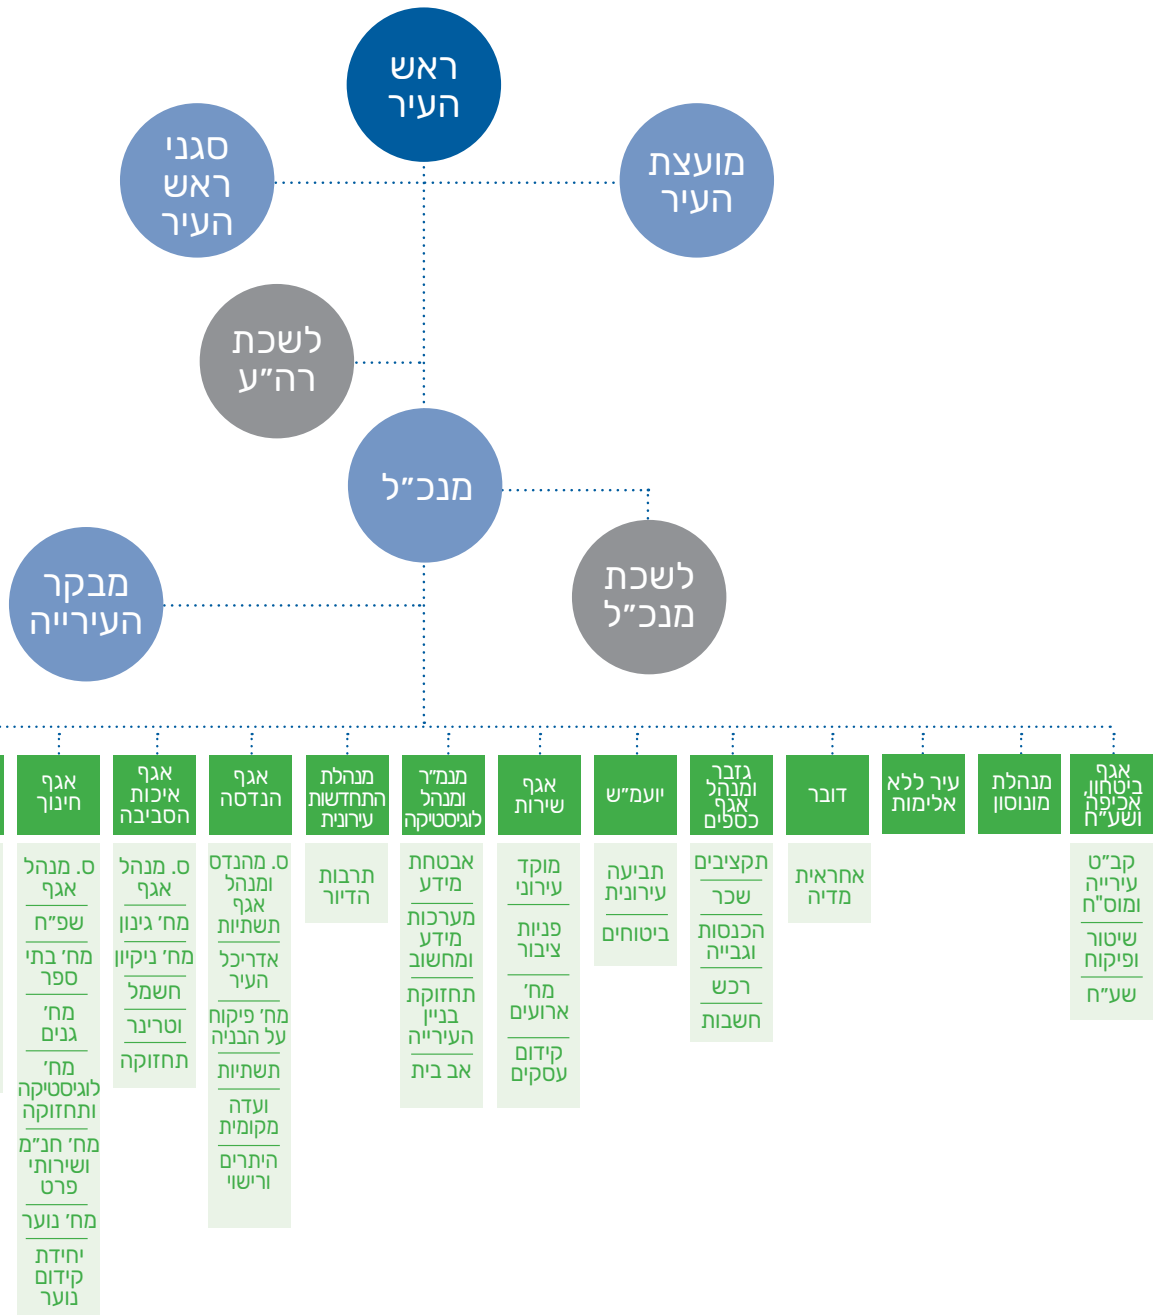 ראש
העיר
מועצת
העיר
סגני
ראש
העיר
לשכת
רה״ע
מנכ״ל
לשכת
מנכ״ל
מבקר
העירייה
אגף
ביטחון,
אכיפה
ושע״ח
קב״ט
עירייה
ומוס"ח
שיטור
ופיקוח
שע״ח
מנהלת
מונוסון
עיר ללא
אלימות
דובר
אחראית
מדיה
גזבר
ומנהל
אגף
כספים
תקציבים
שכר
הכנסות
וגבייה
רכש
חשבות
יועמ״ש
תביעה
עירונית
ביטוחים
אגף
שירות
מוקד
עירוני
פניות
ציבור
מח׳
ארועים
קידום
עסקים
מנמ״ר
ומנהל
לוגיסטיקה
אבטחת
מידע
מערכות
מידע
ומחשוב
תחזוקת
בניין
העירייה
אב בית
מנהלת
התחדשות
עירונית
תרבות
הדיור
אגף
הנדסה
ס. מהנדס
ומנהל
אגף
תשתיות
אדריכל
העיר
מח׳ פיקוח
על הבניה
תשתיות
ועדה
מקומית
היתרים
ורישוי
אגף
איכות
הסביבה
ס. מנהל
אגף
מח׳ גינון
מח׳ ניקיון
חשמל
וטרינר
תחזוקה
אגף
חינוך
ס. מנהל
אגף
שפ״ח
מח׳ בתי
ספר
מח׳
גנים
מח׳
לוגיסטיקה
ותחזוקה
מח׳ חנ״מ
ושירותי
פרט
מח׳ נוער
יחידת
קידום
נוער